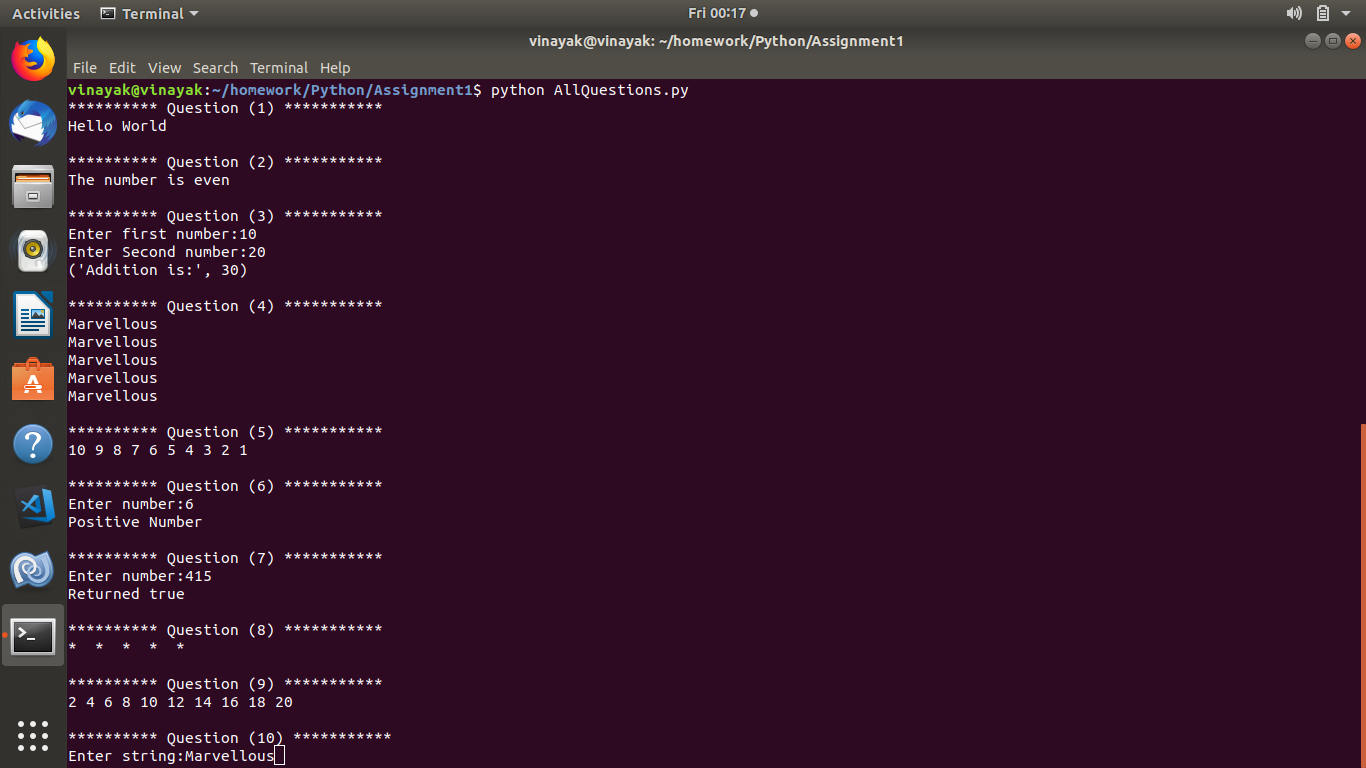 Activities Terminal Fri 00:17
vinayak@vinayak: ~/homework/Python/Assignment1
File Edit View Search Terminal Help
vinayak@vinayak:~/homework/Python/Assignment1$ python AllQuestions.py
********** Question (1) ***********
Hello World
********** Question (2) ***********
The number is even
********** Question (3) ***********
Enter first number:10
Enter Second number:20
('Addition is:', 30)
********** Question (4) ***********
Marvellous
Marvellous
Marvellous
Marvellous
Marvellous
********** Question (5) ***********
10 9 8 7 6 5 4 3 2 1
********** Question (6) ***********
Enter number:6
Positive Number
********** Question (7) ***********
Enter number:415
Returned true
********** Question (8) ***********
*  *  *  *  *
********** Question (9) ***********
2 4 6 8 10 12 14 16 18 20
********** Question (10) ***********
Enter string:Marvellous